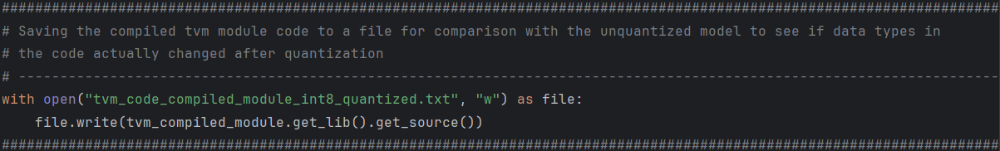 ########################################################################################################################
# Saving the compiled tvm module code to a file for comparison with the unquantized model to see if data types in
# the code actually changed after quantization
# ----------------------------------------------------------------------------------------------------------------------
with open("tvm_code_compiled_module_int8_quantized.txt", "w") as file:
    file.write(tvm_compiled_module.get_lib().get_source())
########################################################################################################################